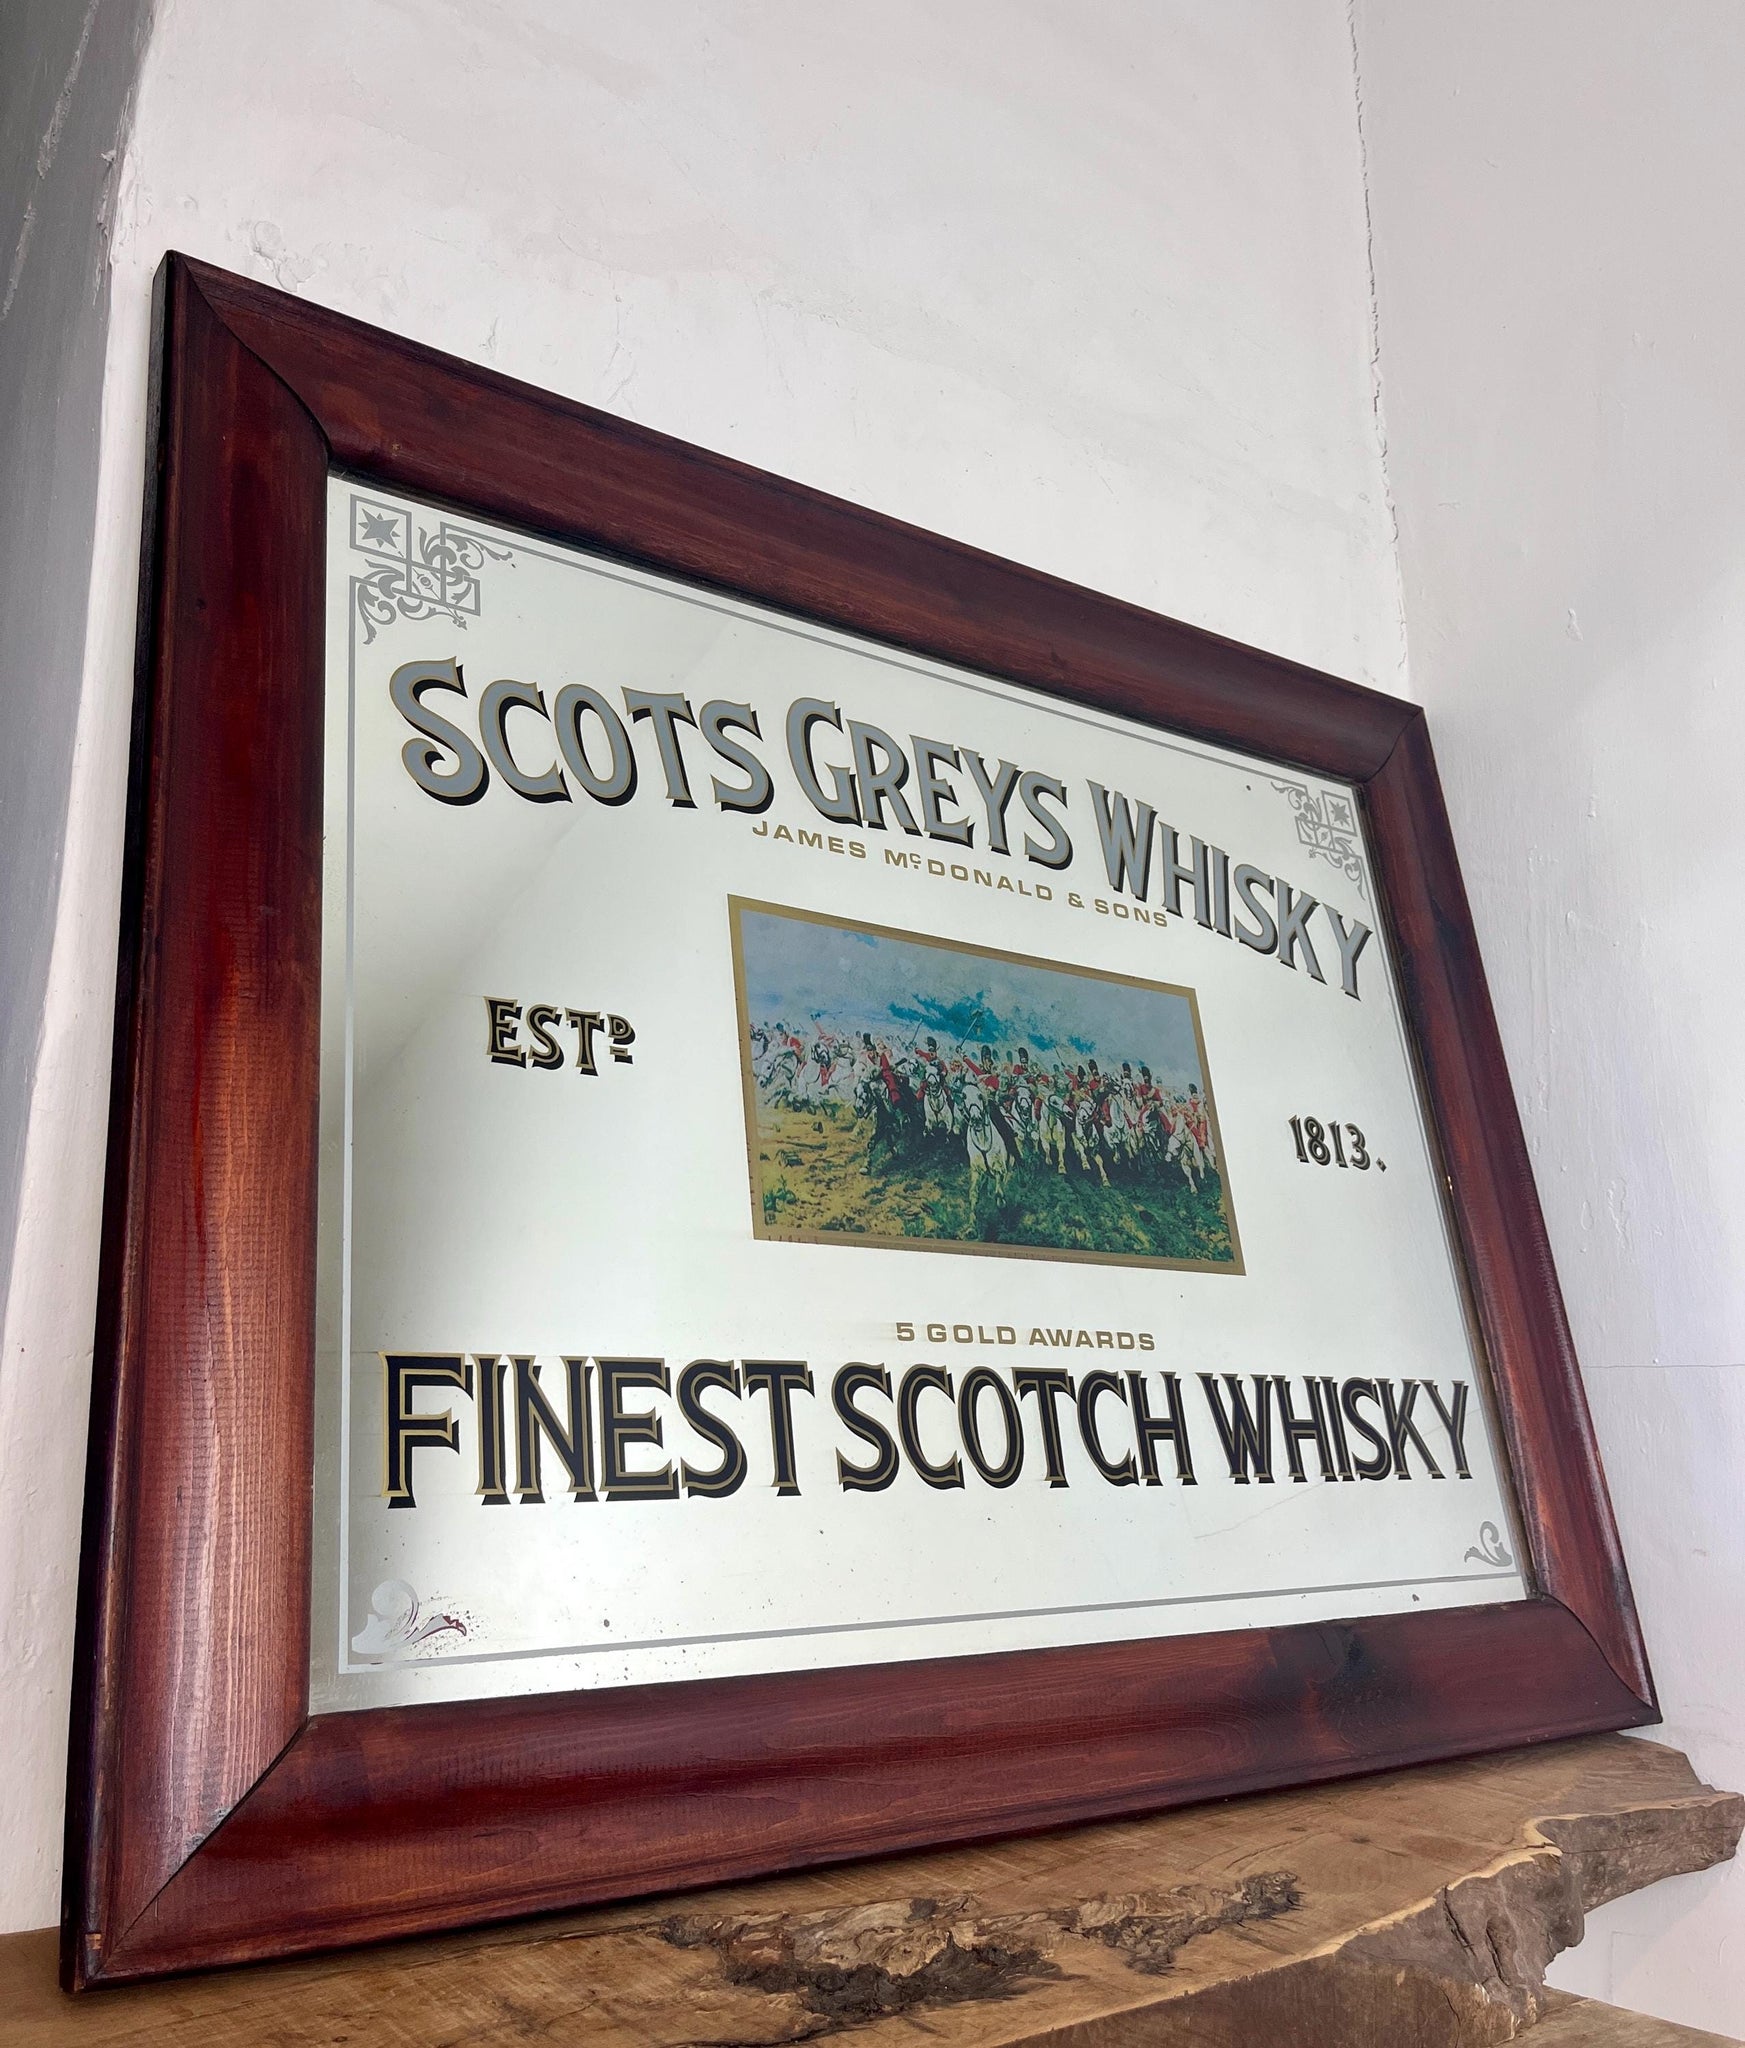 SCOTS GREYS WHISKY
JAMES McDONALD & SONS
ESTD 1813.
5 GOLD AWARDS
FINEST SCOTCH WHISKY